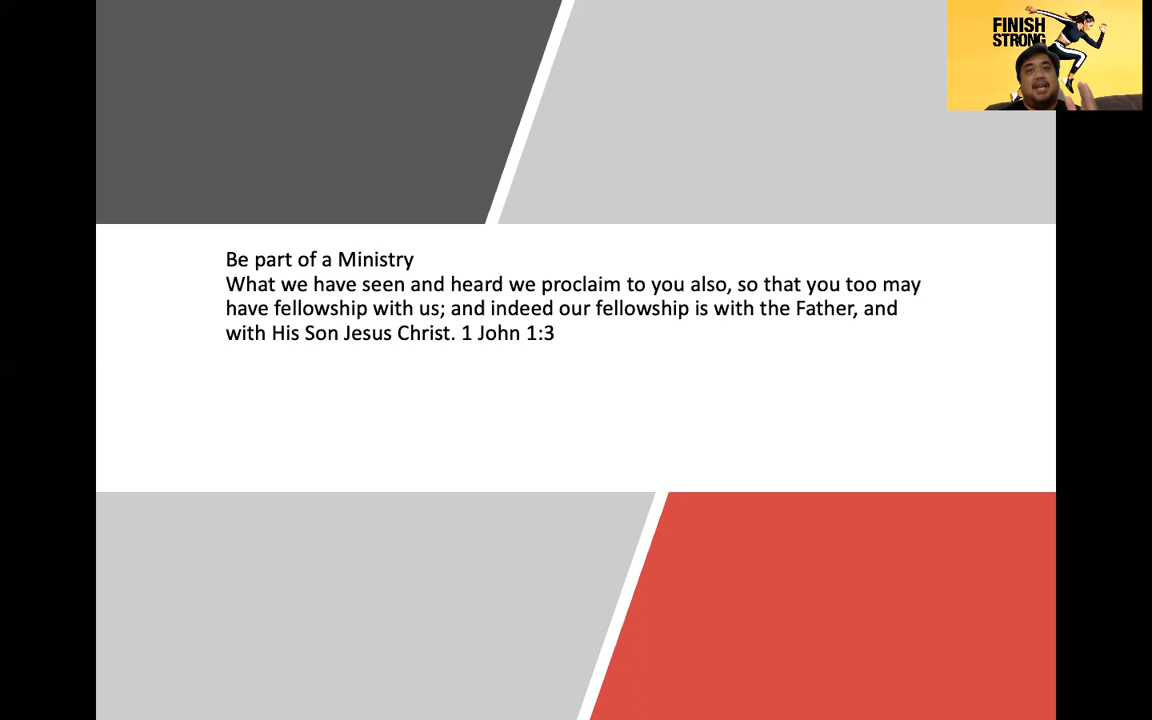 FINISH
STRONG
Be part of a Ministry
What we have seen and heard we proclaim to you also, so that you too may
have fellowship with us; and indeed our fellowship is with the Father, and
with His Son Jesus Christ. 1 John 1:3